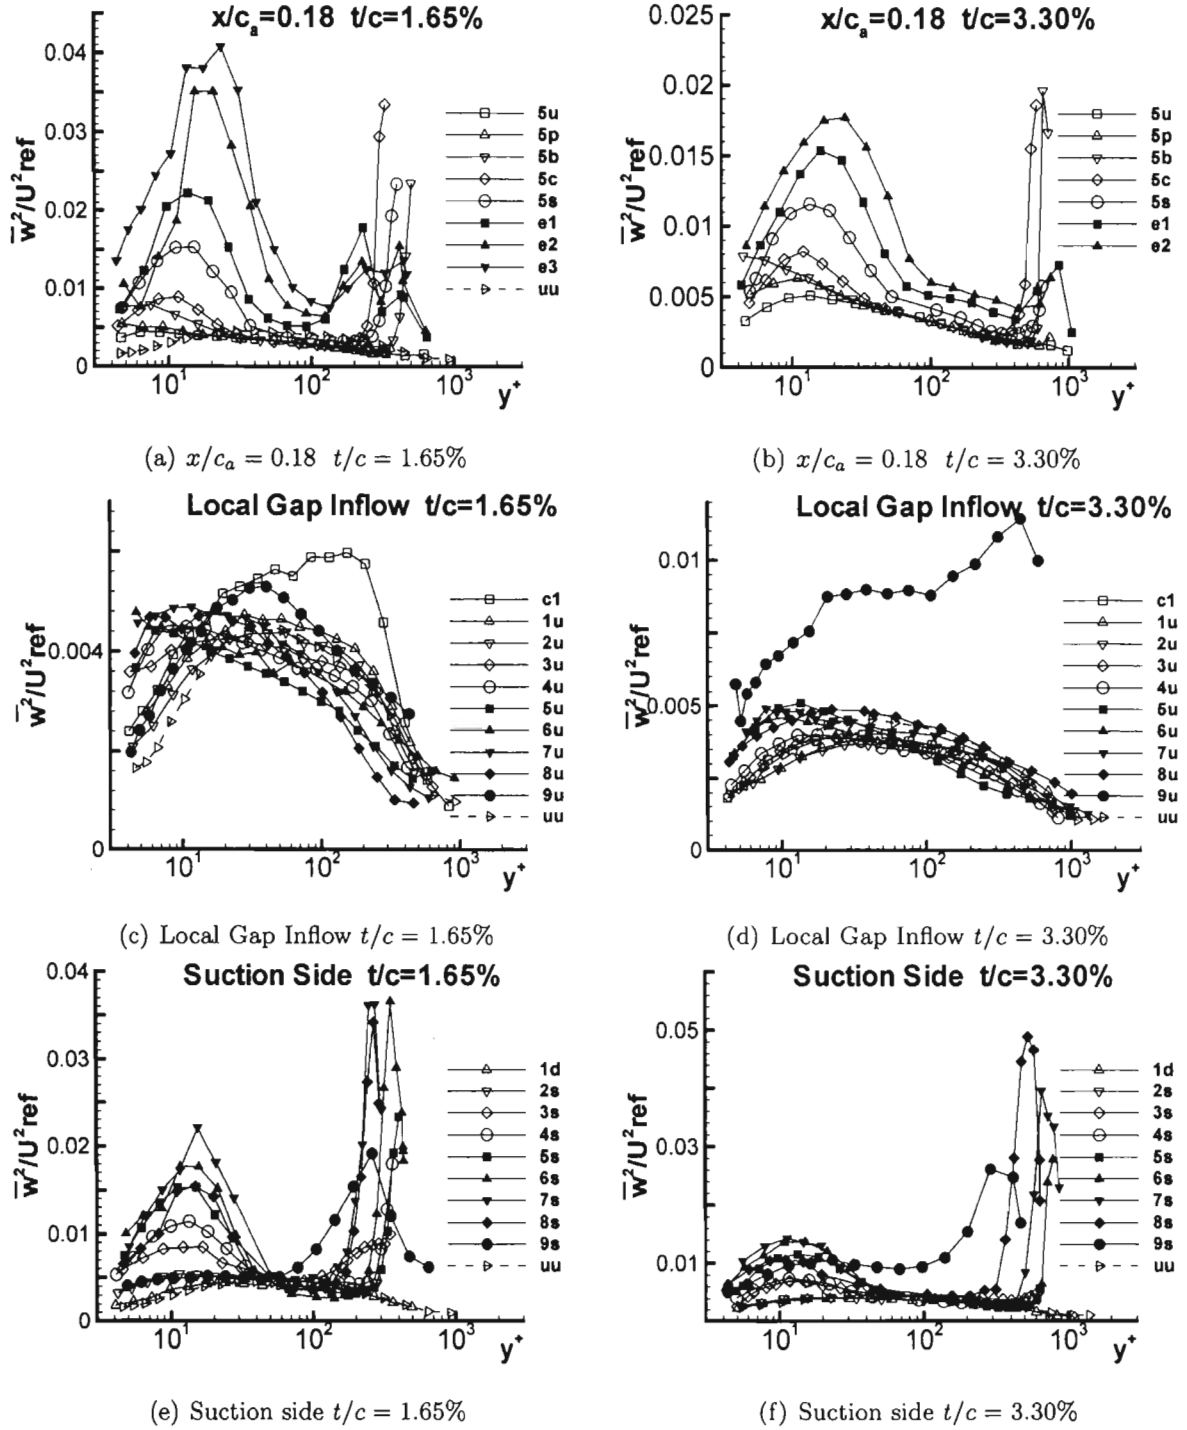 x/cₐ=0.18 t/c=1.65%
0.04
0.03
0.02
0.01
0
w̅²/U²ref
10¹
10²
10³
y⁺
5u
5p
5b
5c
5s
e1
e2
e3
uu
(a) x/cₐ = 0.18 t/c = 1.65%
x/cₐ=0.18 t/c=3.30%
0.025
0.02
0.015
0.01
0.005
0
w̅²/U²ref
10¹
10²
10³
y⁺
5u
5p
5b
5c
5s
e1
e2
(b) x/cₐ = 0.18 t/c = 3.30%
Local Gap Inflow t/c=1.65%
0.004
0
w̅²/U²ref
10¹
10²
10³
y⁺
c1
1u
2u
3u
4u
5u
6u
7u
8u
9u
uu
(c) Local Gap Inflow t/c = 1.65%
Local Gap Inflow t/c=3.30%
0.01
0.005
0
w̅²/U²ref
10¹
10²
10³
y⁺
c1
1u
2u
3u
4u
5u
6u
7u
8u
9u
uu
(d) Local Gap Inflow t/c = 3.30%
Suction Side t/c=1.65%
0.04
0.03
0.02
0.01
0
w̅²/U²ref
10¹
10²
10³
y⁺
1d
2s
3s
4s
5s
6s
7s
8s
9s
uu
(e) Suction side t/c = 1.65%
Suction Side t/c=3.30%
0.05
0.03
0.01
w̅²/U²ref
10¹
10²
10³
y⁺
1d
2s
3s
4s
5s
6s
7s
8s
9s
uu
(f) Suction side t/c = 3.30%